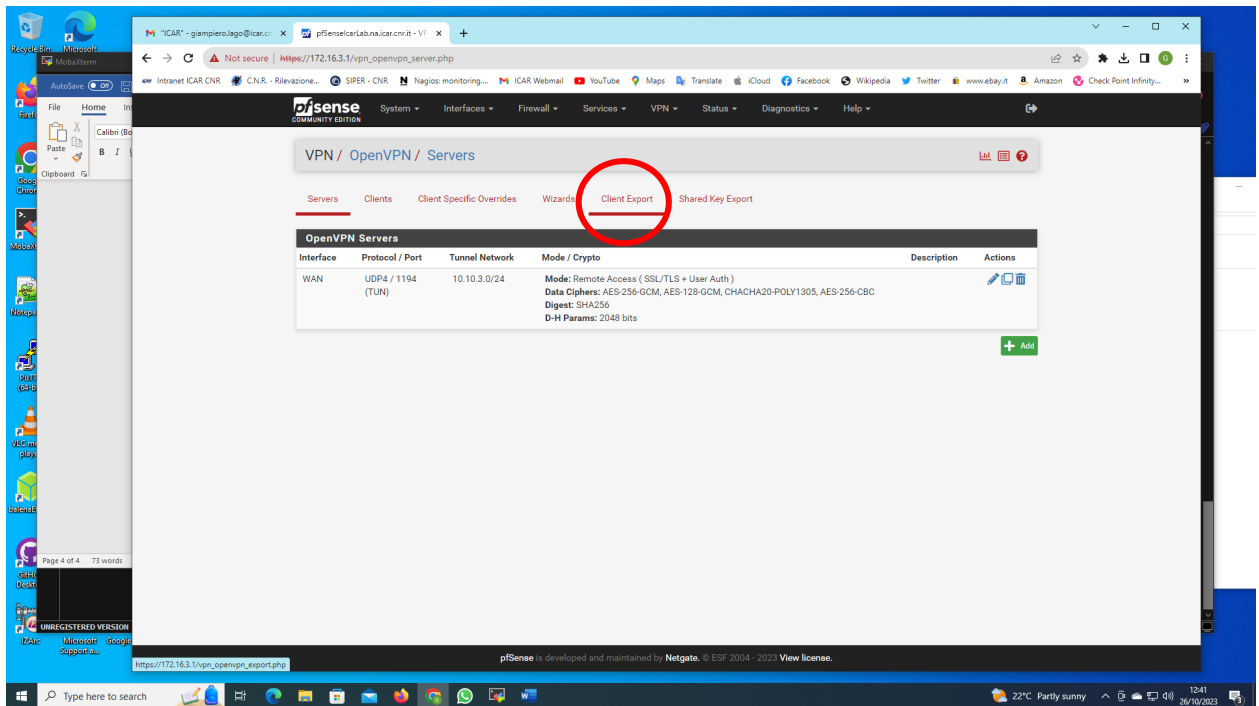 Recycle Bin
Microsoft
"ICAR" - giampiero.lago@icar.cn
pfSenseIcarLab.na.icar.cnr.it - VF
MobaXterm
Not secure
https://172.16.3.1/vpn_openvpn_server.php
G
AutoSave Off
Intranet ICAR CNR
C.N.R. - Rilevazione...
SIPER - CNR
Nagios: monitoring....
ICAR Webmail
YouTube
Maps
Translate
iCloud
Facebook
Wikipedia
Twitter
www.ebay.it
Amazon
Check Point Infinity...
»
File Home
Calibri (Bo
Paste
B I
Clipboard
pfsense
COMMUNITY EDITION
System
Interfaces
Firewall
Services
VPN
Status
Diagnostics
Help
VPN / OpenVPN / Servers
Servers
Clients
Client Specific Overrides
Wizards
Client Export
Shared Key Export
OpenVPN Servers
Interface Protocol / Port Tunnel Network Mode / Crypto Description Actions
WAN UDP4 / 1194 10.10.3.0/24 Mode: Remote Access ( SSL/TLS + User Auth )
(TUN) Data Ciphers: AES-256-GCM, AES-128-GCM, CHACHA20-POLY1305, AES-256-CBC
Digest: SHA256
D-H Params: 2048 bits
Add
Page 4 of 4 73 words
UNREGISTERED VERSION
IZArc
Microsoft
Support a...
Google
pfSense is developed and maintained by Netgate. © ESF 2004 - 2023 View license.
https://172.16.3.1/vpn_openvpn_export.php
Type here to search
22°C Partly sunny
12:41
26/10/2023
3